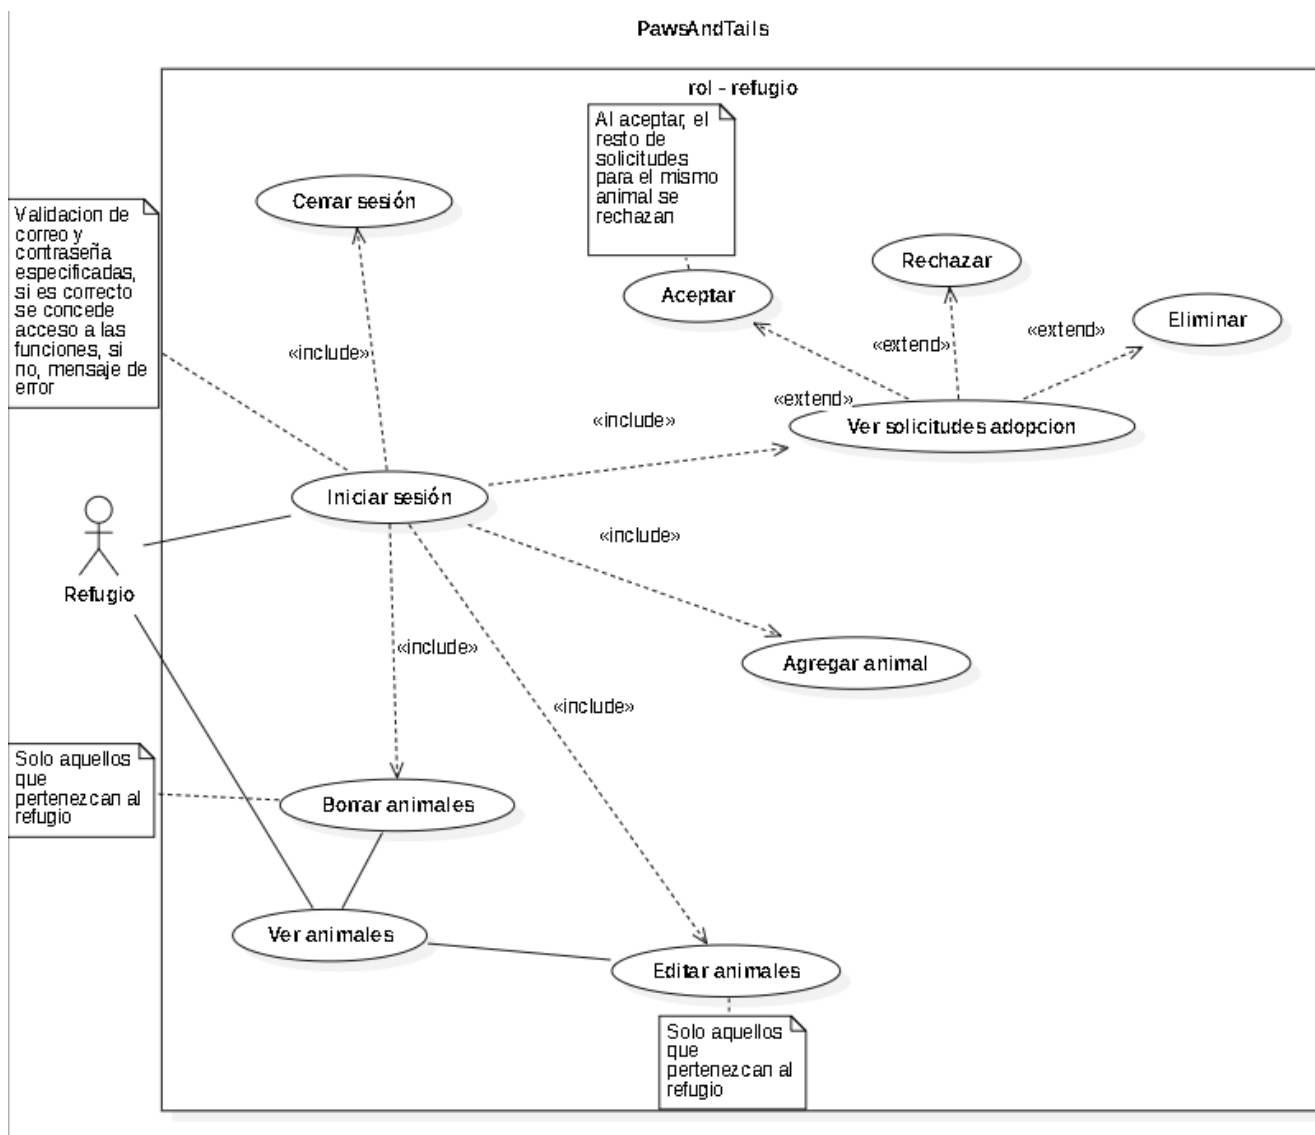 PawsAndTails
rol - refugio
Al aceptar, el
resto de
solicitudes
para el mismo
animal se
rechazan
Cerrar sesión
Validacion de
correo y
contraseña
especificadas,
si es correcto
se concede
acceso a las
funciones, si
no, mensaje de
error
Rechazar
Aceptar
Eliminar
«include»
«extend»
«extend»
«extend»
«include»
Ver solicitudes adopcion
Iniciar sesión
«include»
Refugio
«include»
Agregar animal
«include»
Solo aquellos
que
pertenezcan al
refugio
Borrar animales
Ver animales
Editar animales
Solo aquellos
que
pertenezcan al
refugio